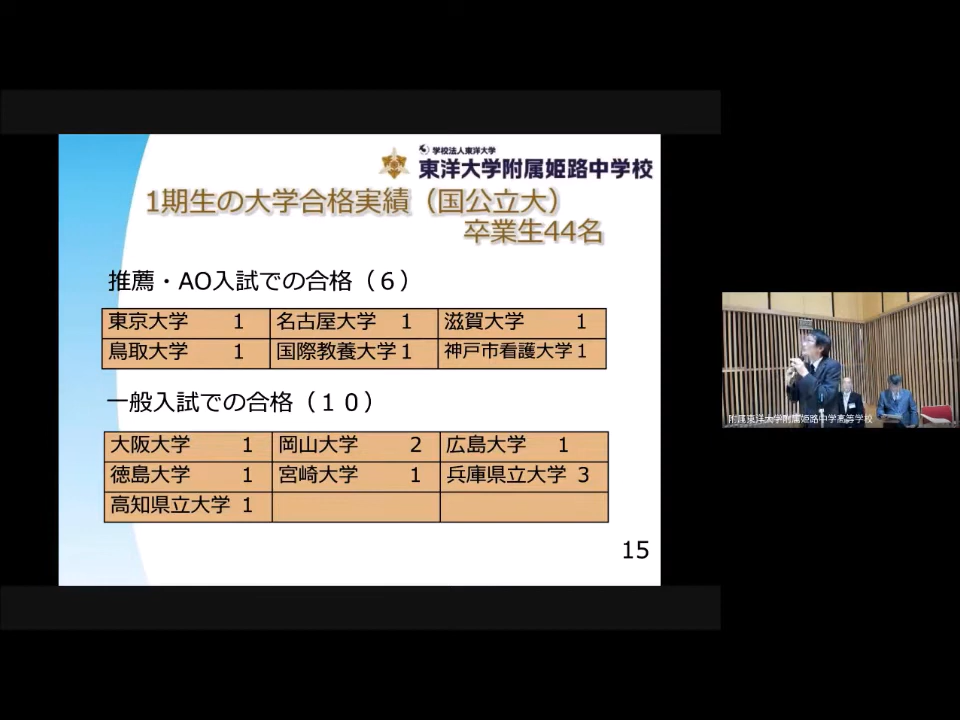 学校法人東洋大学
東洋大学附属姫路中学校
1期生の大学合格実績（国公立大）
卒業生44名
推薦・AO入試での合格（６）
東京大学 1 名古屋大学 1 滋賀大学 1
鳥取大学 1 国際教養大学 1 神戸市看護大学 1
一般入試での合格（１０）
大阪大学 1 岡山大学 2 広島大学 1
徳島大学 1 宮崎大学 1 兵庫県立大学 3
高知県立大学 1
15
附属東洋大学附属姫路中学高等学校